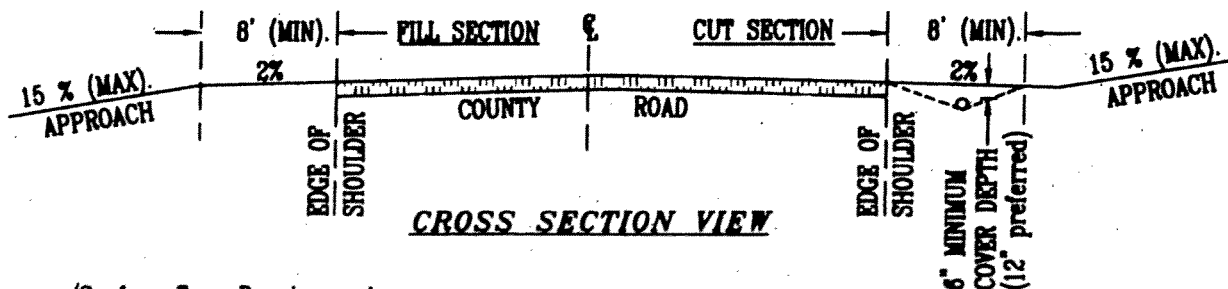 8' (MIN). FILL SECTION ℄ CUT SECTION 8' (MIN).
15 % (MAX). 2% 2% 15 % (MAX).
APPROACH COUNTY ROAD APPROACH
EDGE OF
SHOULDER
EDGE OF
SHOULDER
6" MINIMUM
COVER DEPTH
(12" preferred)
CROSS SECTION VIEW